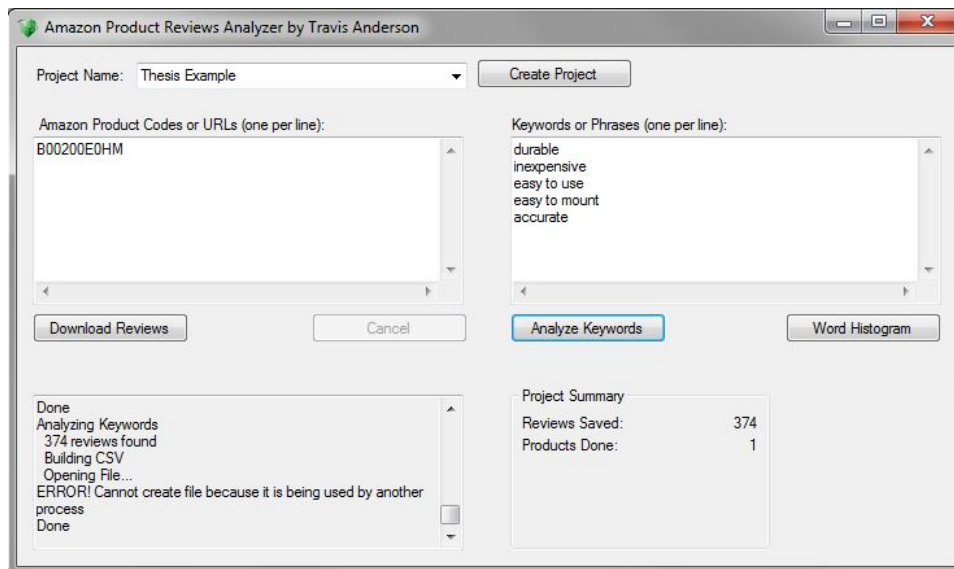 Amazon Product Reviews Analyzer by Travis Anderson
Project Name: Thesis Example Create Project
Amazon Product Codes or URLs (one per line):
B00200E0HM
Keywords or Phrases (one per line):
durable
inexpensive
easy to use
easy to mount
accurate
Download Reviews Cancel Analyze Keywords Word Histogram
Done
Analyzing Keywords
374 reviews found
Building CSV
Opening File...
ERROR! Cannot create file because it is being used by another
process
Done
Project Summary
Reviews Saved: 374
Products Done: 1